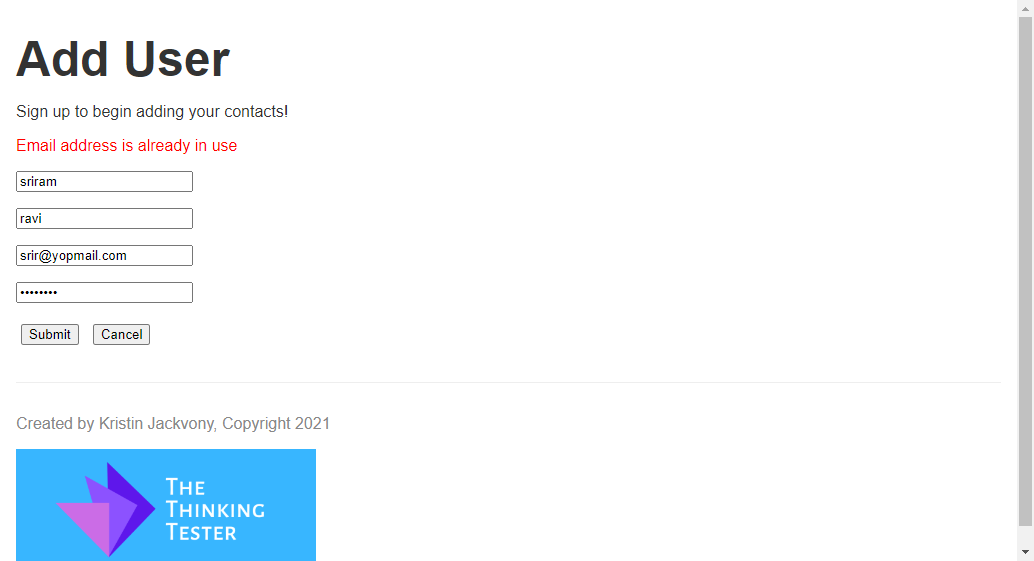 Add User
Sign up to begin adding your contacts!
Email address is already in use
sriram
ravi
srir@yopmail.com
••••••••
Submit Cancel
Created by Kristin Jackvony, Copyright 2021
THE
THINKING
TESTER